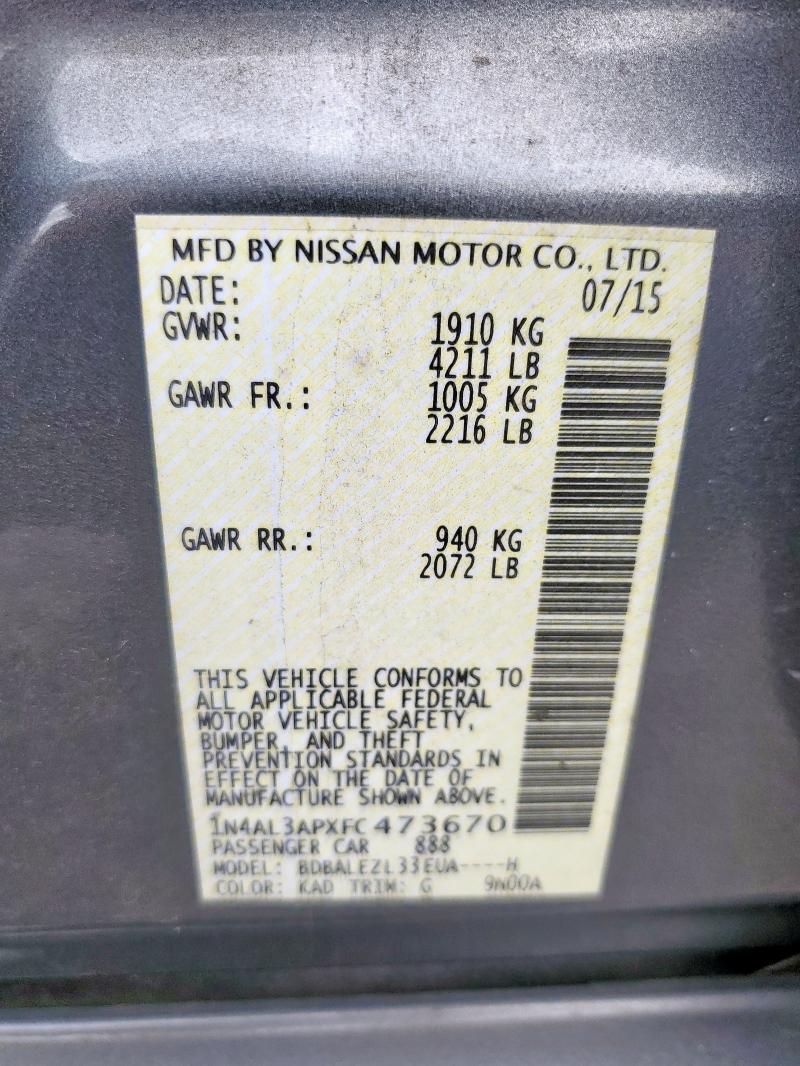 MFD BY NISSAN MOTOR CO., LTD.
DATE: 07/15
GVWR: 1910 KG
4211 LB
GAWR FR.: 1005 KG
2216 LB
GAWR RR.: 940 KG
2072 LB
THIS VEHICLE CONFORMS TO
ALL APPLICABLE FEDERAL
MOTOR VEHICLE SAFETY,
BUMPER, AND THEFT
PREVENTION STANDARDS IN
EFFECT ON THE DATE OF
MANUFACTURE SHOWN ABOVE.
1N4AL3APXFC473670
PASSENGER CAR 888
MODEL: BDBALEZL33EUA----H
COLOR: KAD TRIM: G 9N00A